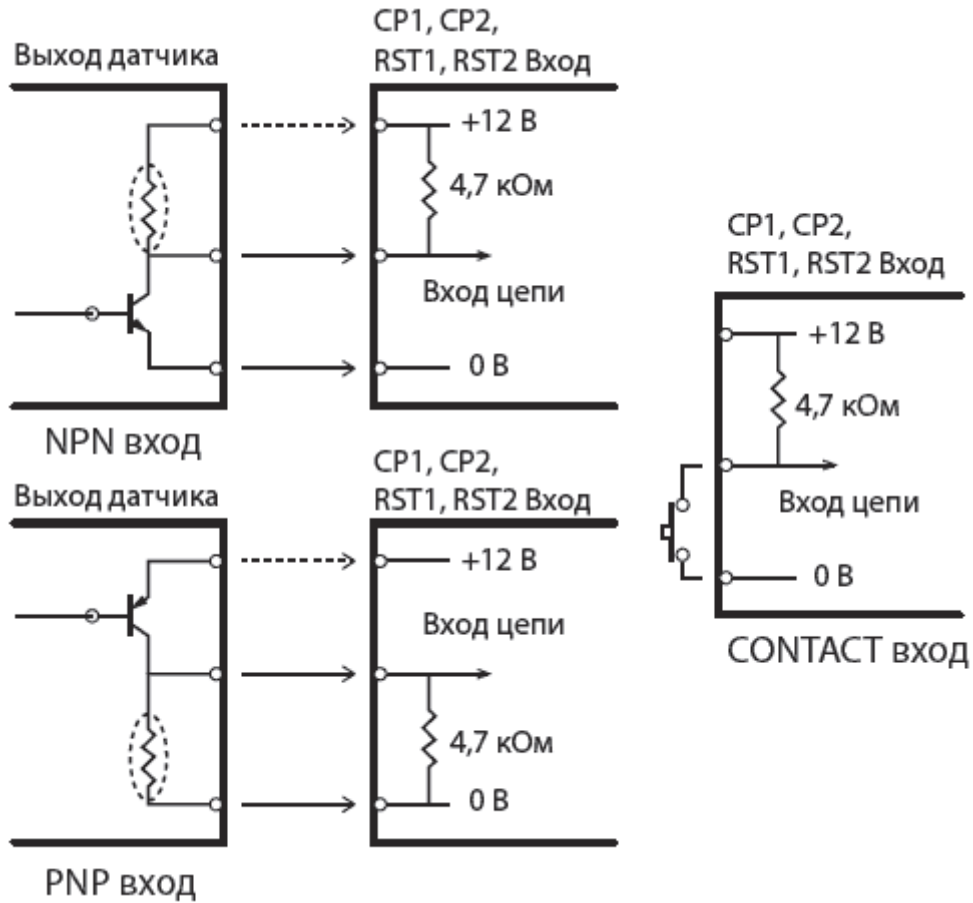 Выход датчика
CP1, CP2,
RST1, RST2 Вход
+12 В
4,7 кОм
Вход цепи
0 В
NPN вход
Выход датчика
CP1, CP2,
RST1, RST2 Вход
+12 В
Вход цепи
4,7 кОм
0 В
PNP вход
CP1, CP2,
RST1, RST2 Вход
+12 В
4,7 кОм
Вход цепи
0 В
CONTACT вход